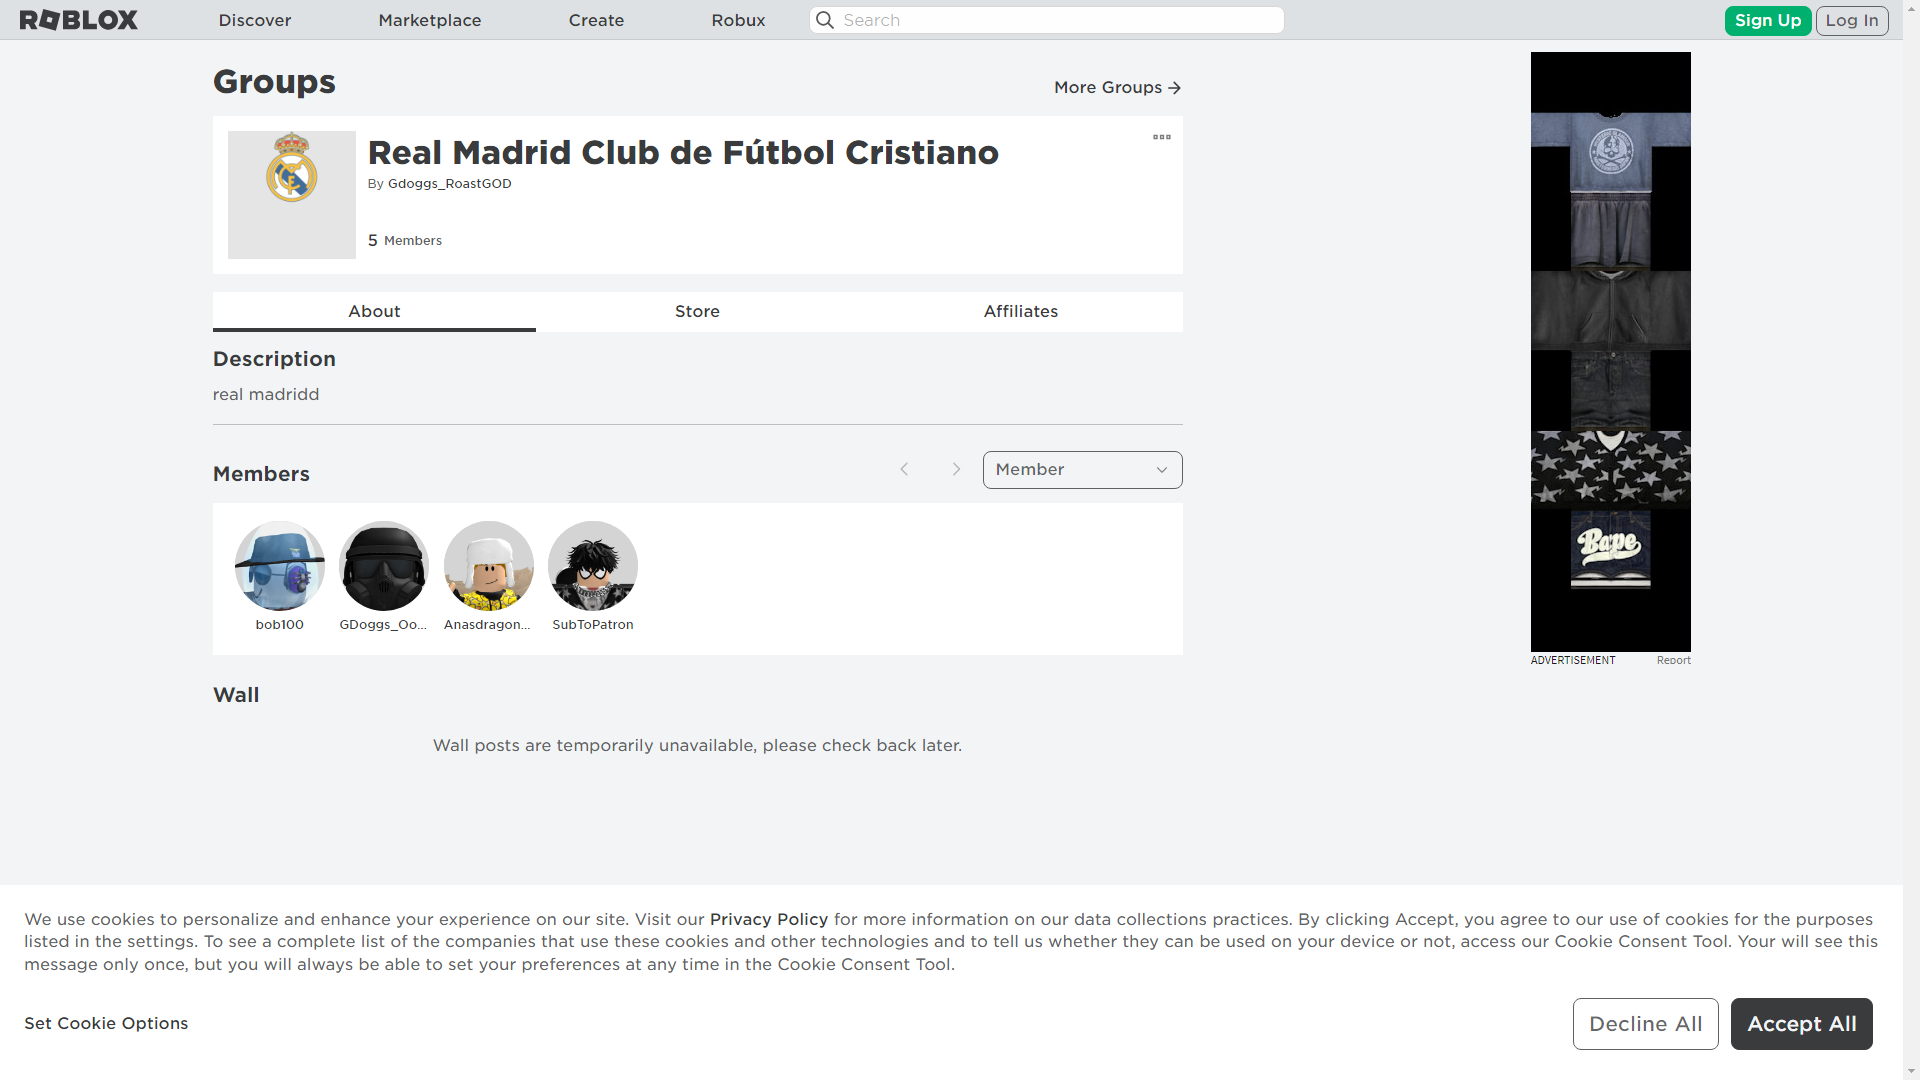 ROBLOX
Discover
Marketplace
Create
Robux
Search
Sign Up
Log In
Groups
More Groups
Real Madrid Club de Fútbol Cristiano
By Gdoggs_RoastGOD
5 Members
About
Store
Affiliates
Description
real madridd
Members
Member
bob100
GDoggs_Oo...
Anasdragon...
SubToPatron
Wall
Wall posts are temporarily unavailable, please check back later.
Bape
ADVERTISEMENT
Report
We use cookies to personalize and enhance your experience on our site. Visit our Privacy Policy for more information on our data collections practices. By clicking Accept, you agree to our use of cookies for the purposes
listed in the settings. To see a complete list of the companies that use these cookies and other technologies and to tell us whether they can be used on your device or not, access our Cookie Consent Tool. Your will see this
message only once, but you will always be able to set your preferences at any time in the Cookie Consent Tool.
Set Cookie Options
Decline All
Accept All